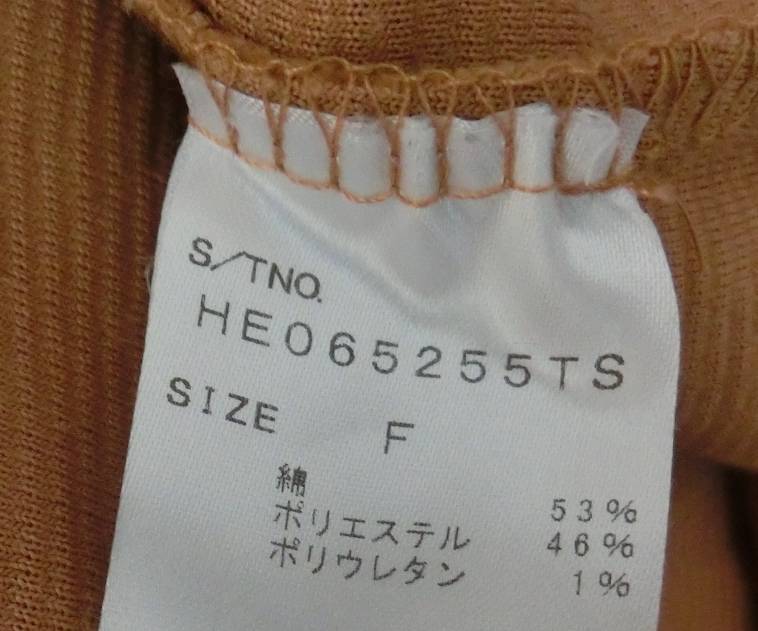 S/TNO.
HE065255TS
SIZE F
綿 53%
ポリエステル 46%
ポリウレタン 1%